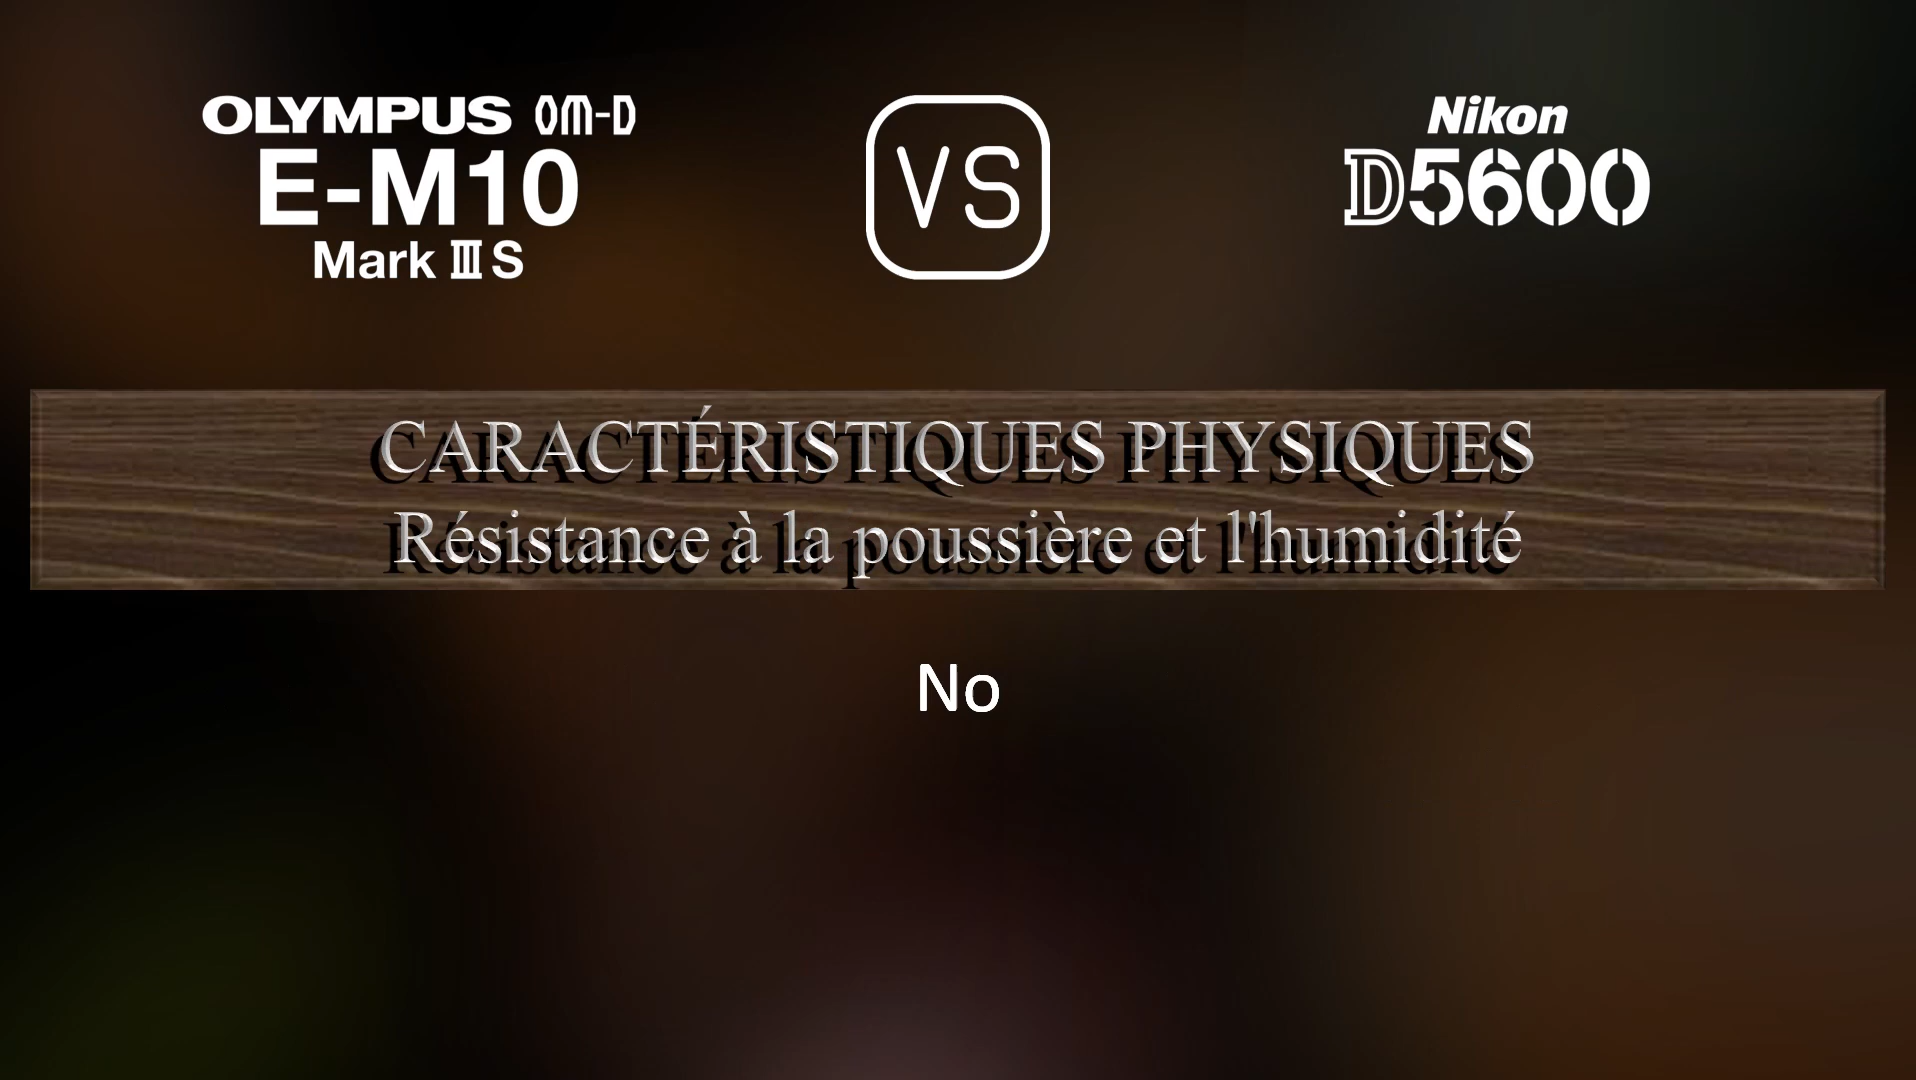 OLYMPUS OM-D
E-M10
Mark III S
VS
Nikon
D5600
CARACTÉRISTIQUES PHYSIQUES
Résistance à la poussière et l'humidité
No